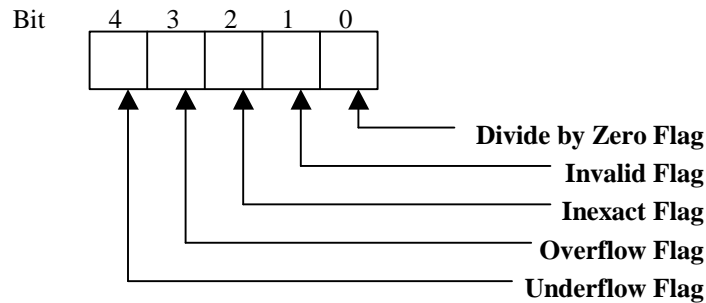 Bit 4 3 2 1 0
Divide by Zero Flag
Invalid Flag
Inexact Flag
Overflow Flag
Underflow Flag